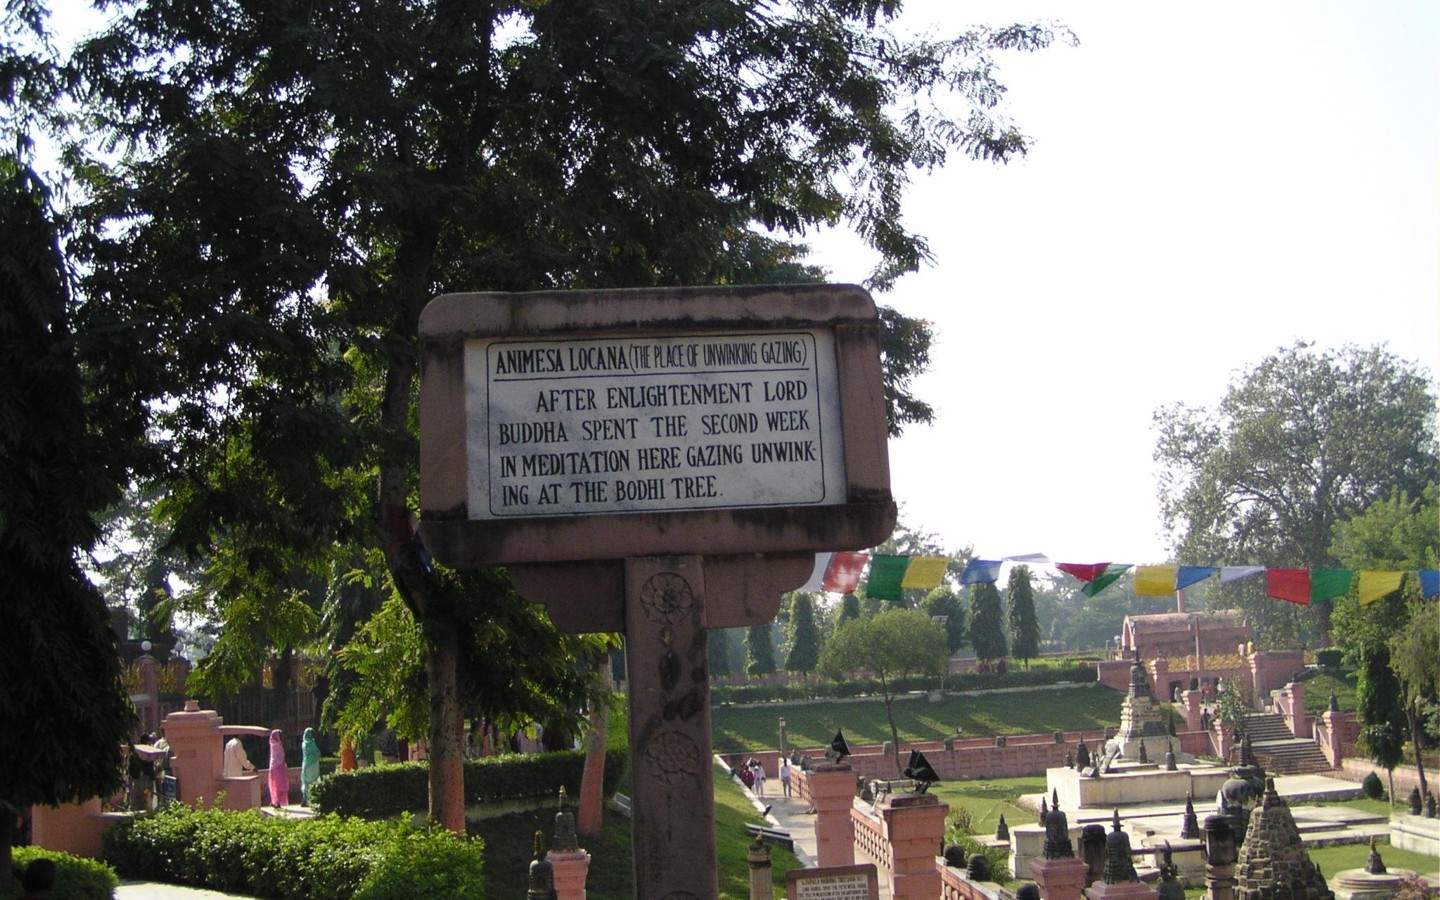 ANIMESA LOCANA (THE PLACE OF UNWINKING GAZING)
AFTER ENLIGHTENMENT LORD
BUDDHA SPENT THE SECOND WEEK
IN MEDITATION HERE GAZING UNWINK-
ING AT THE BODHI TREE.